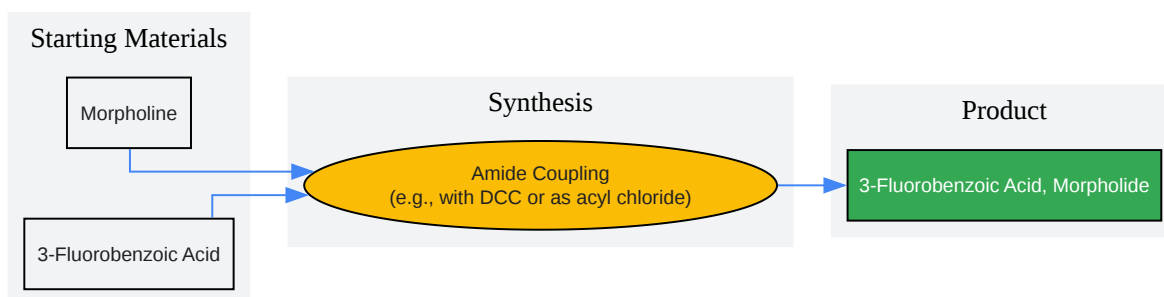 Starting Materials
Morpholine
3-Fluorobenzoic Acid
Synthesis
Amide Coupling
(e.g., with DCC or as acyl chloride)
Product
3-Fluorobenzoic Acid, Morpholide